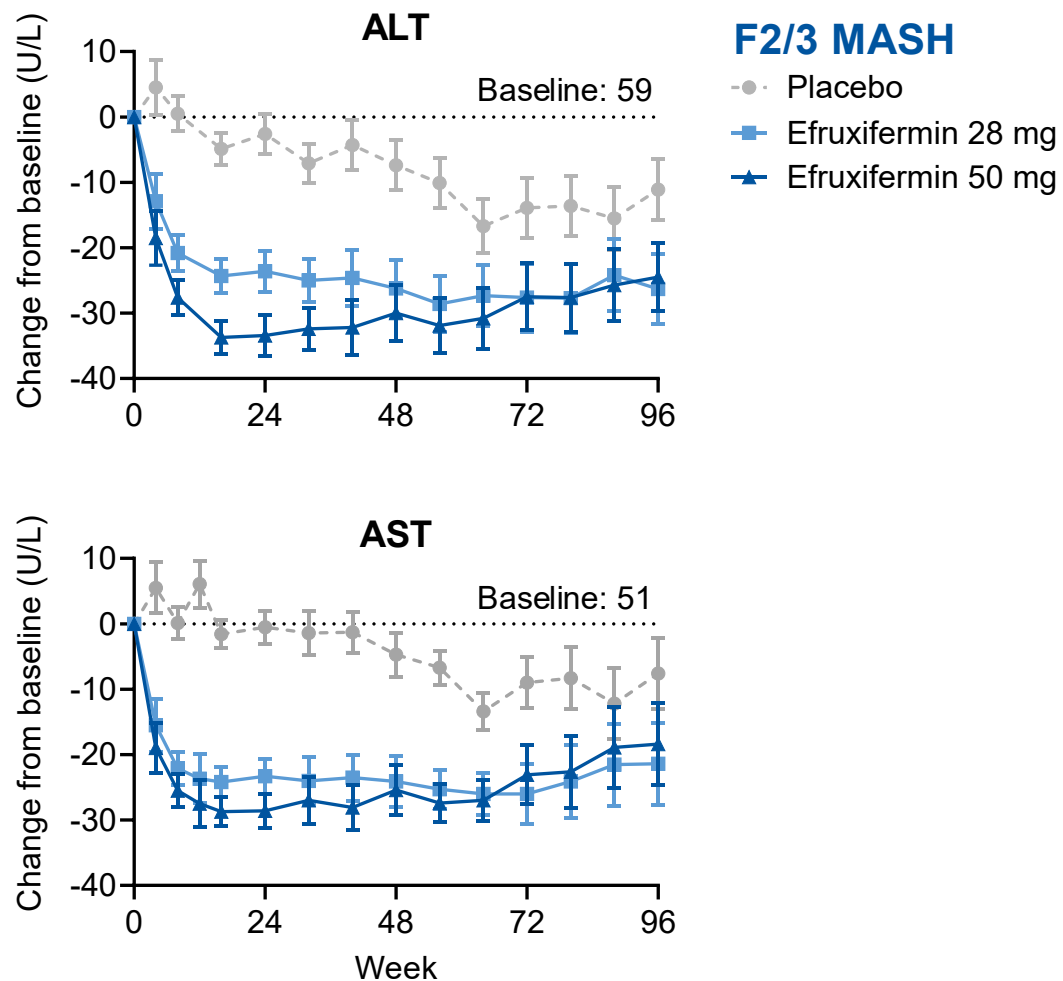 ALT
F2/3 MASH
Placebo
Efruxifermin 28 mg
Efruxifermin 50 mg
Baseline: 59
Change from baseline (U/L)
10
0
-10
-20
-30
-40
0 24 48 72 96
AST
Baseline: 51
Change from baseline (U/L)
10
0
-10
-20
-30
-40
0 24 48 72 96
Week